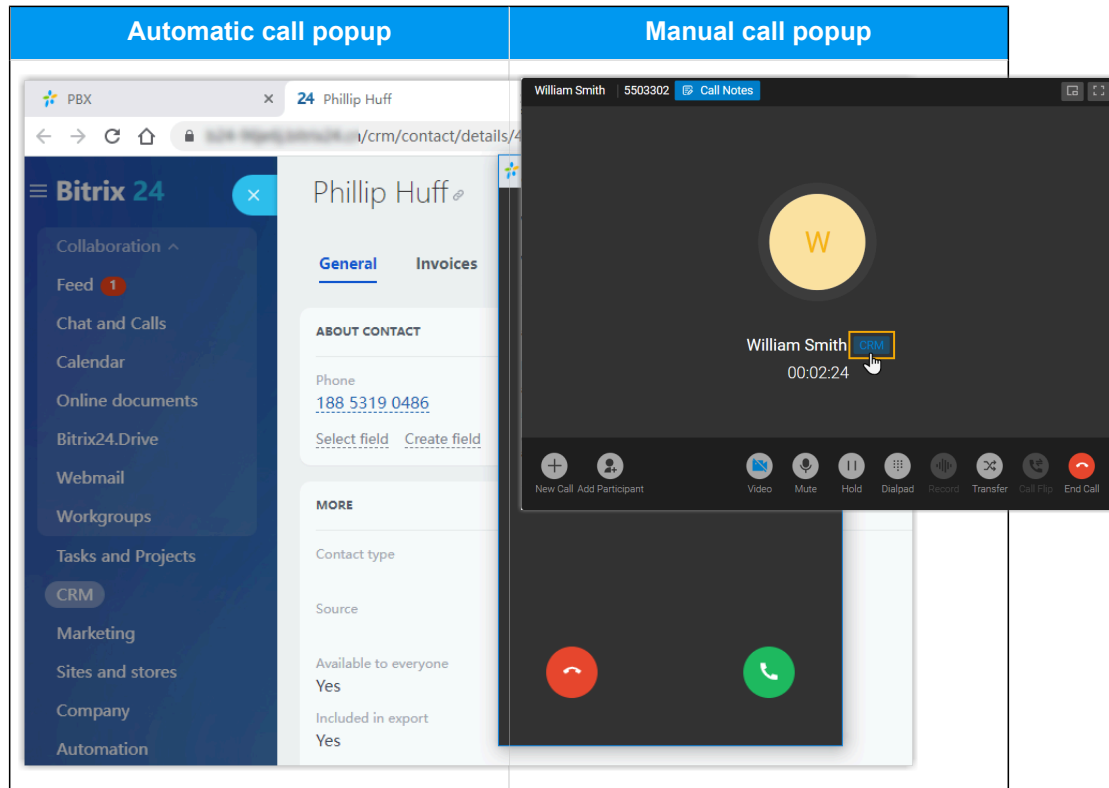 Automatic call popup
Manual call popup
PBX
24 Phillip Huff
/crm/contact/details/4
Bitrix 24
Collaboration
Feed 1
Chat and Calls
Calendar
Online documents
Bitrix24.Drive
Webmail
Workgroups
Tasks and Projects
CRM
Marketing
Sites and stores
Company
Automation
Phillip Huff
General Invoices
ABOUT CONTACT
Phone
188 5319 0486
Select field Create field
MORE
Contact type
Source
Available to everyone
Yes
Included in export
Yes
William Smith 5503302 Call Notes
W
William Smith CRM
00:02:24
New Call Add Participant Video Mute Hold Dialpad Record Transfer Call Flip End Call